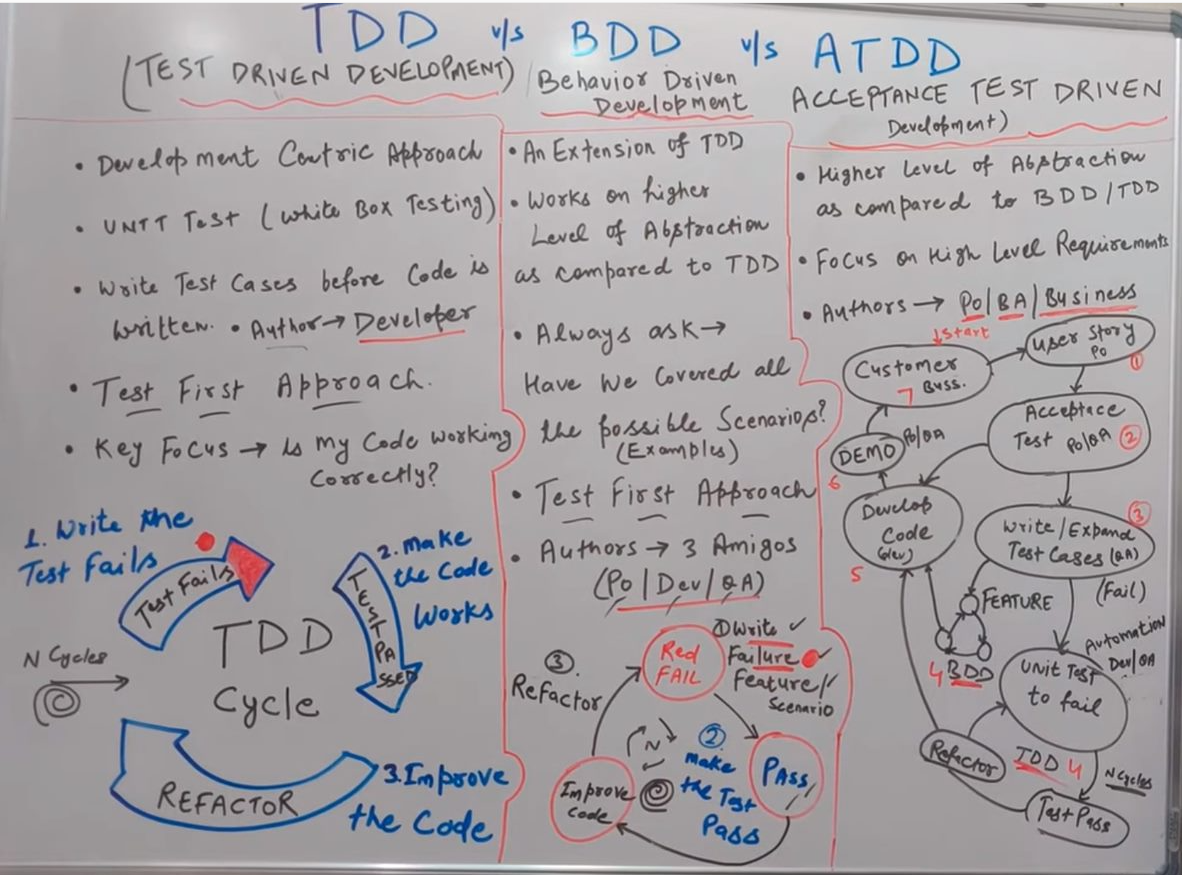 TDD v/s BDD v/s ATDD
(TEST DRIVEN DEVELOPMENT)
• Development Centric Approach
• UNIT Test (White Box Testing)
• Write Test Cases before Code is
Written. • Author → Developer
• Test First Approach.
• Key Focus → is my Code working
Correctly?
1. Write the
Test Fails
Test Fails
2. Make
the Code
Works
TEST PASSED
TDD
Cycle
N Cycles
REFACTOR
3. Improve
the Code
Behavior Driven
Development
• An Extension of TDD
• Works on higher
Level of Abstraction
as compared to TDD
• Always ask →
Have We Covered all
the possible Scenarios?
(Examples)
• Test First Approach
• Authors → 3 Amigos
(Po/Dev/QA)
① Write ✓
Failure ✓
Feature/
Scenario
Red
FAIL
③
Refactor
N
②
make
the Test
Pass
PASS
Improve
Code
ACCEPTANCE TEST DRIVEN
Development)
• Higher Level of Abstraction
as compared to BDD/TDD
• Focus on High Level Requirements
• Authors → Po/BA/Business
↓Start
Customer
Buss.
7
User Story
PO
①
Acceptace
Test PO/QA ②
DEMO PO/QA
6
Develop
Code
(dev)
5
③
Write/Expand
Test Cases (QA)
(Fail)
FEATURE
4 BDD
Automation
Dev/QA
Unit Test
to fail
Refactor
TDD 4
N Cycles
Test Pass